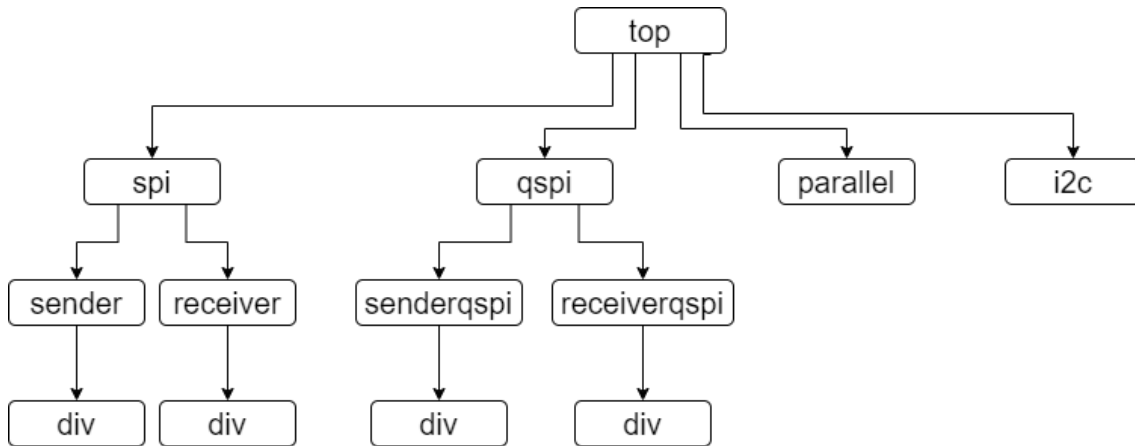 top
spi
qspi
parallel
i2c
sender
receiver
senderqspi
receiverqspi
div
div
div
div